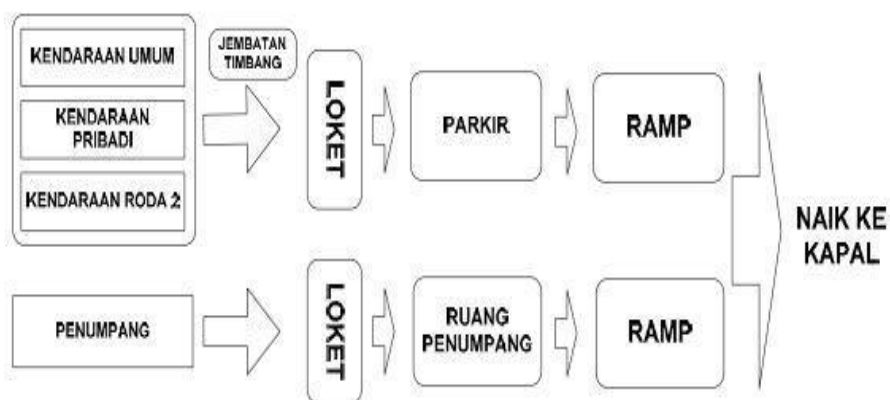 KENDARAAN UMUM
KENDARAAN
PRIBADI
KENDARAAN RODA 2
JEMBATAN
TIMBANG
LOKET
PARKIR
RAMP
PENUMPANG
LOKET
RUANG
PENUMPANG
RAMP
NAIK KE
KAPAL